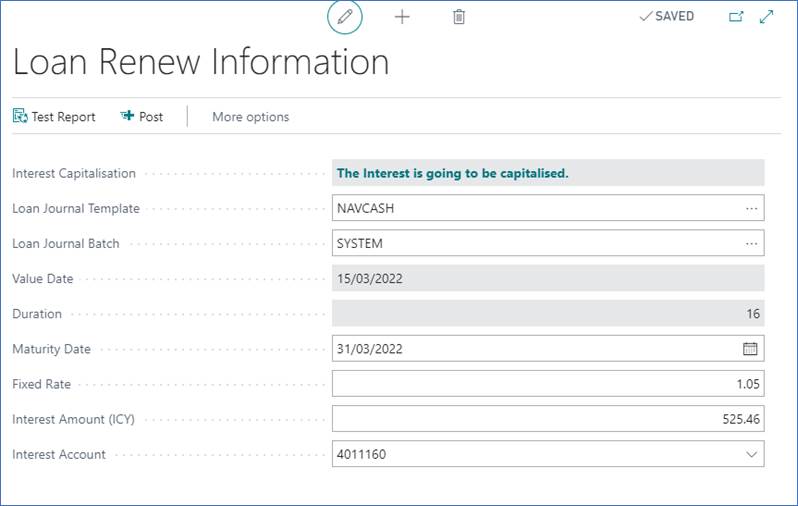 SAVED
Loan Renew Information
Test Report Post More options
Interest Capitalisation The Interest is going to be capitalised.
Loan Journal Template NAVCASH
Loan Journal Batch SYSTEM
Value Date 15/03/2022
Duration 16
Maturity Date 31/03/2022
Fixed Rate 1.05
Interest Amount (ICY) 525.46
Interest Account 4011160